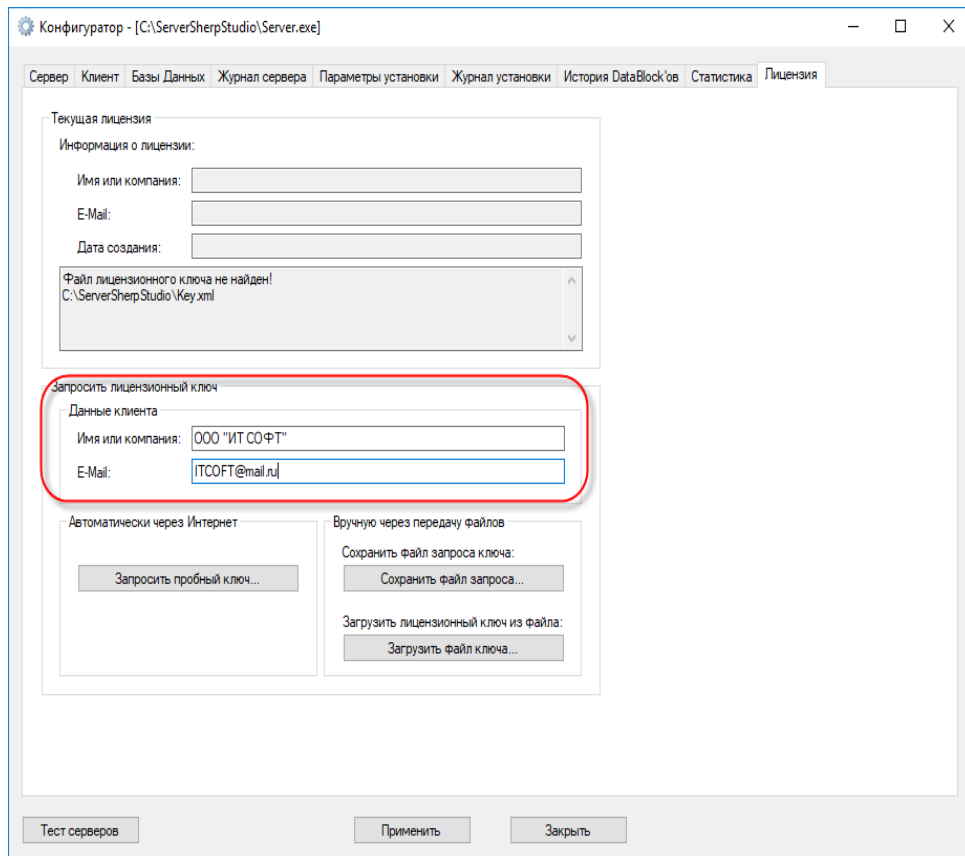 Конфигуратор - [C:\ServerSherpStudio\Server.exe]
Сервер Клиент Базы Данных Журнал сервера Параметры установки Журнал установки История DataBlock'ов Статистика Лицензия
Текущая лицензия
Информация о лицензии:
Имя или компания:
E-Mail:
Дата создания:
Файл лицензионного ключа не найден!
C:\ServerSherpStudio\Key.xml
Запросить лицензионный ключ
Данные клиента
Имя или компания: ООО "ИТ СОФТ"
E-Mail: ITCOFT@mail.ru
Автоматически через Интернет
Запросить пробный ключ...
Вручную через передачу файлов
Сохранить файл запроса ключа:
Сохранить файл запроса...
Загрузить лицензионный ключ из файла:
Загрузить файл ключа...
Тест серверов Применить Закрыть